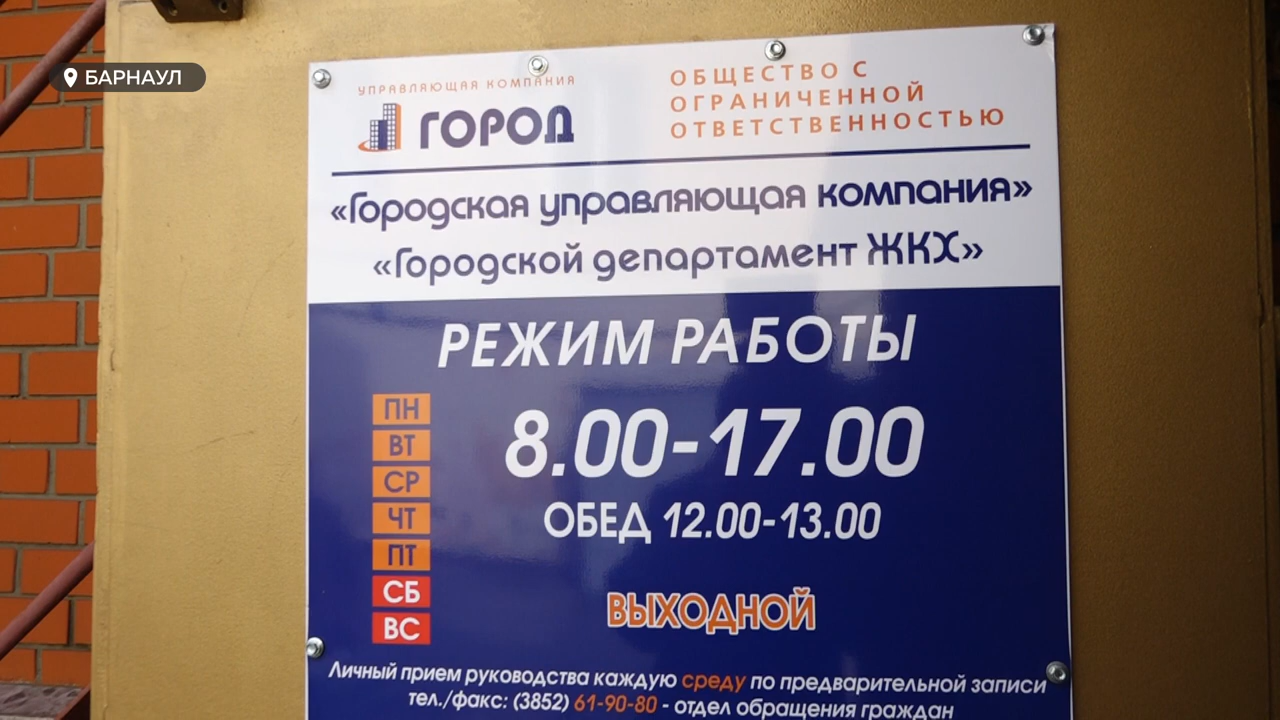 БАРНАУЛ
УПРАВЛЯЮЩАЯ КОМПАНИЯ
ГОРОД
ОБЩЕСТВО С
ОГРАНИЧЕННОЙ
ОТВЕТСТВЕННОСТЬЮ
«Городская управляющая компания»
«Городской департамент ЖКХ»
РЕЖИМ РАБОТЫ
ПН
ВТ
СР
ЧТ
ПТ
СБ
ВС
8.00-17.00
ОБЕД 12.00-13.00
ВЫХОДНОЙ
Личный прием руководства каждую среду по предварительной записи
тел./факс: (3852) 61-90-80 - отдел обращения граждан